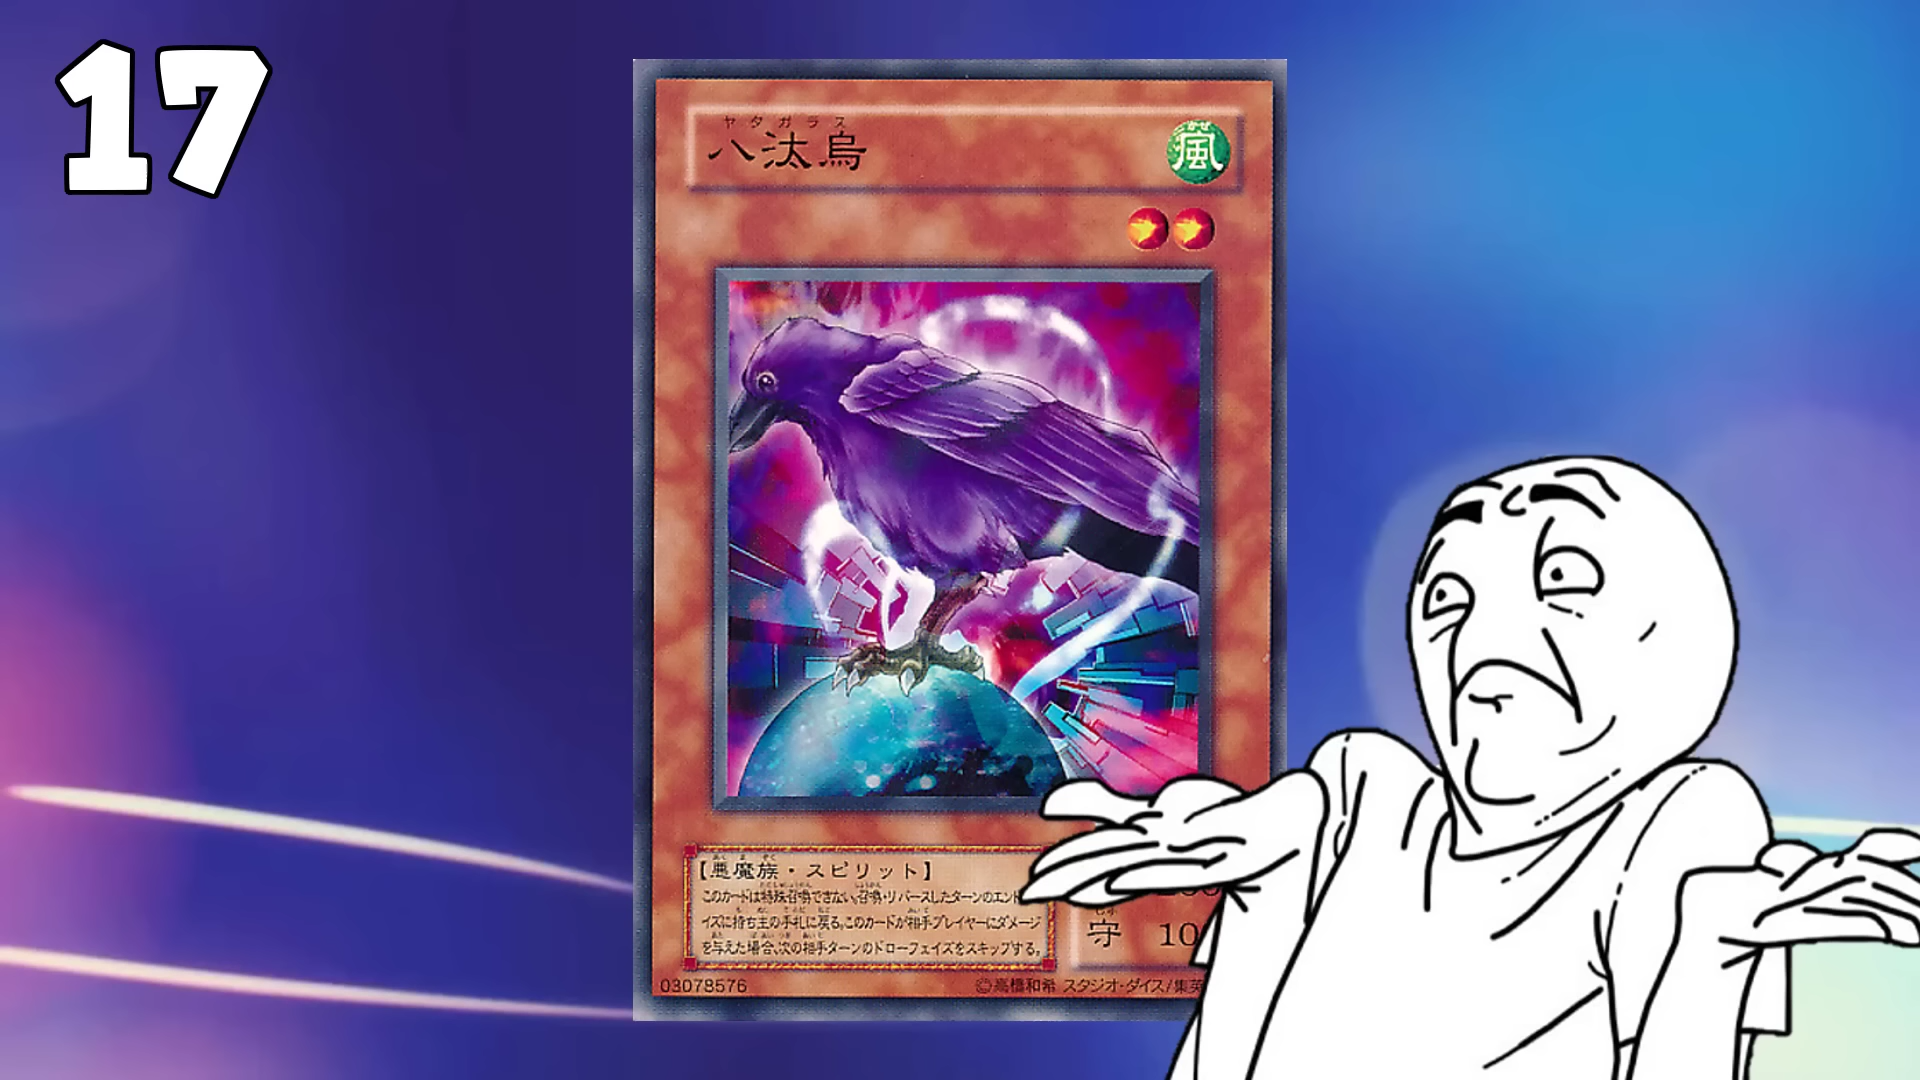 17
ヤタガラス
八汰烏
風
【悪魔族・スピリット】
このカードは特殊召喚できない。召喚・リバースしたターンのエンド
イズに持ち主の手札に戻る。このカードが相手プレイヤーにダメージ
を与えた場合、次の相手ターンのドローフェイズをスキップする。
守 10
03078576
©高橋和希 スタジオ・ダイス/集英